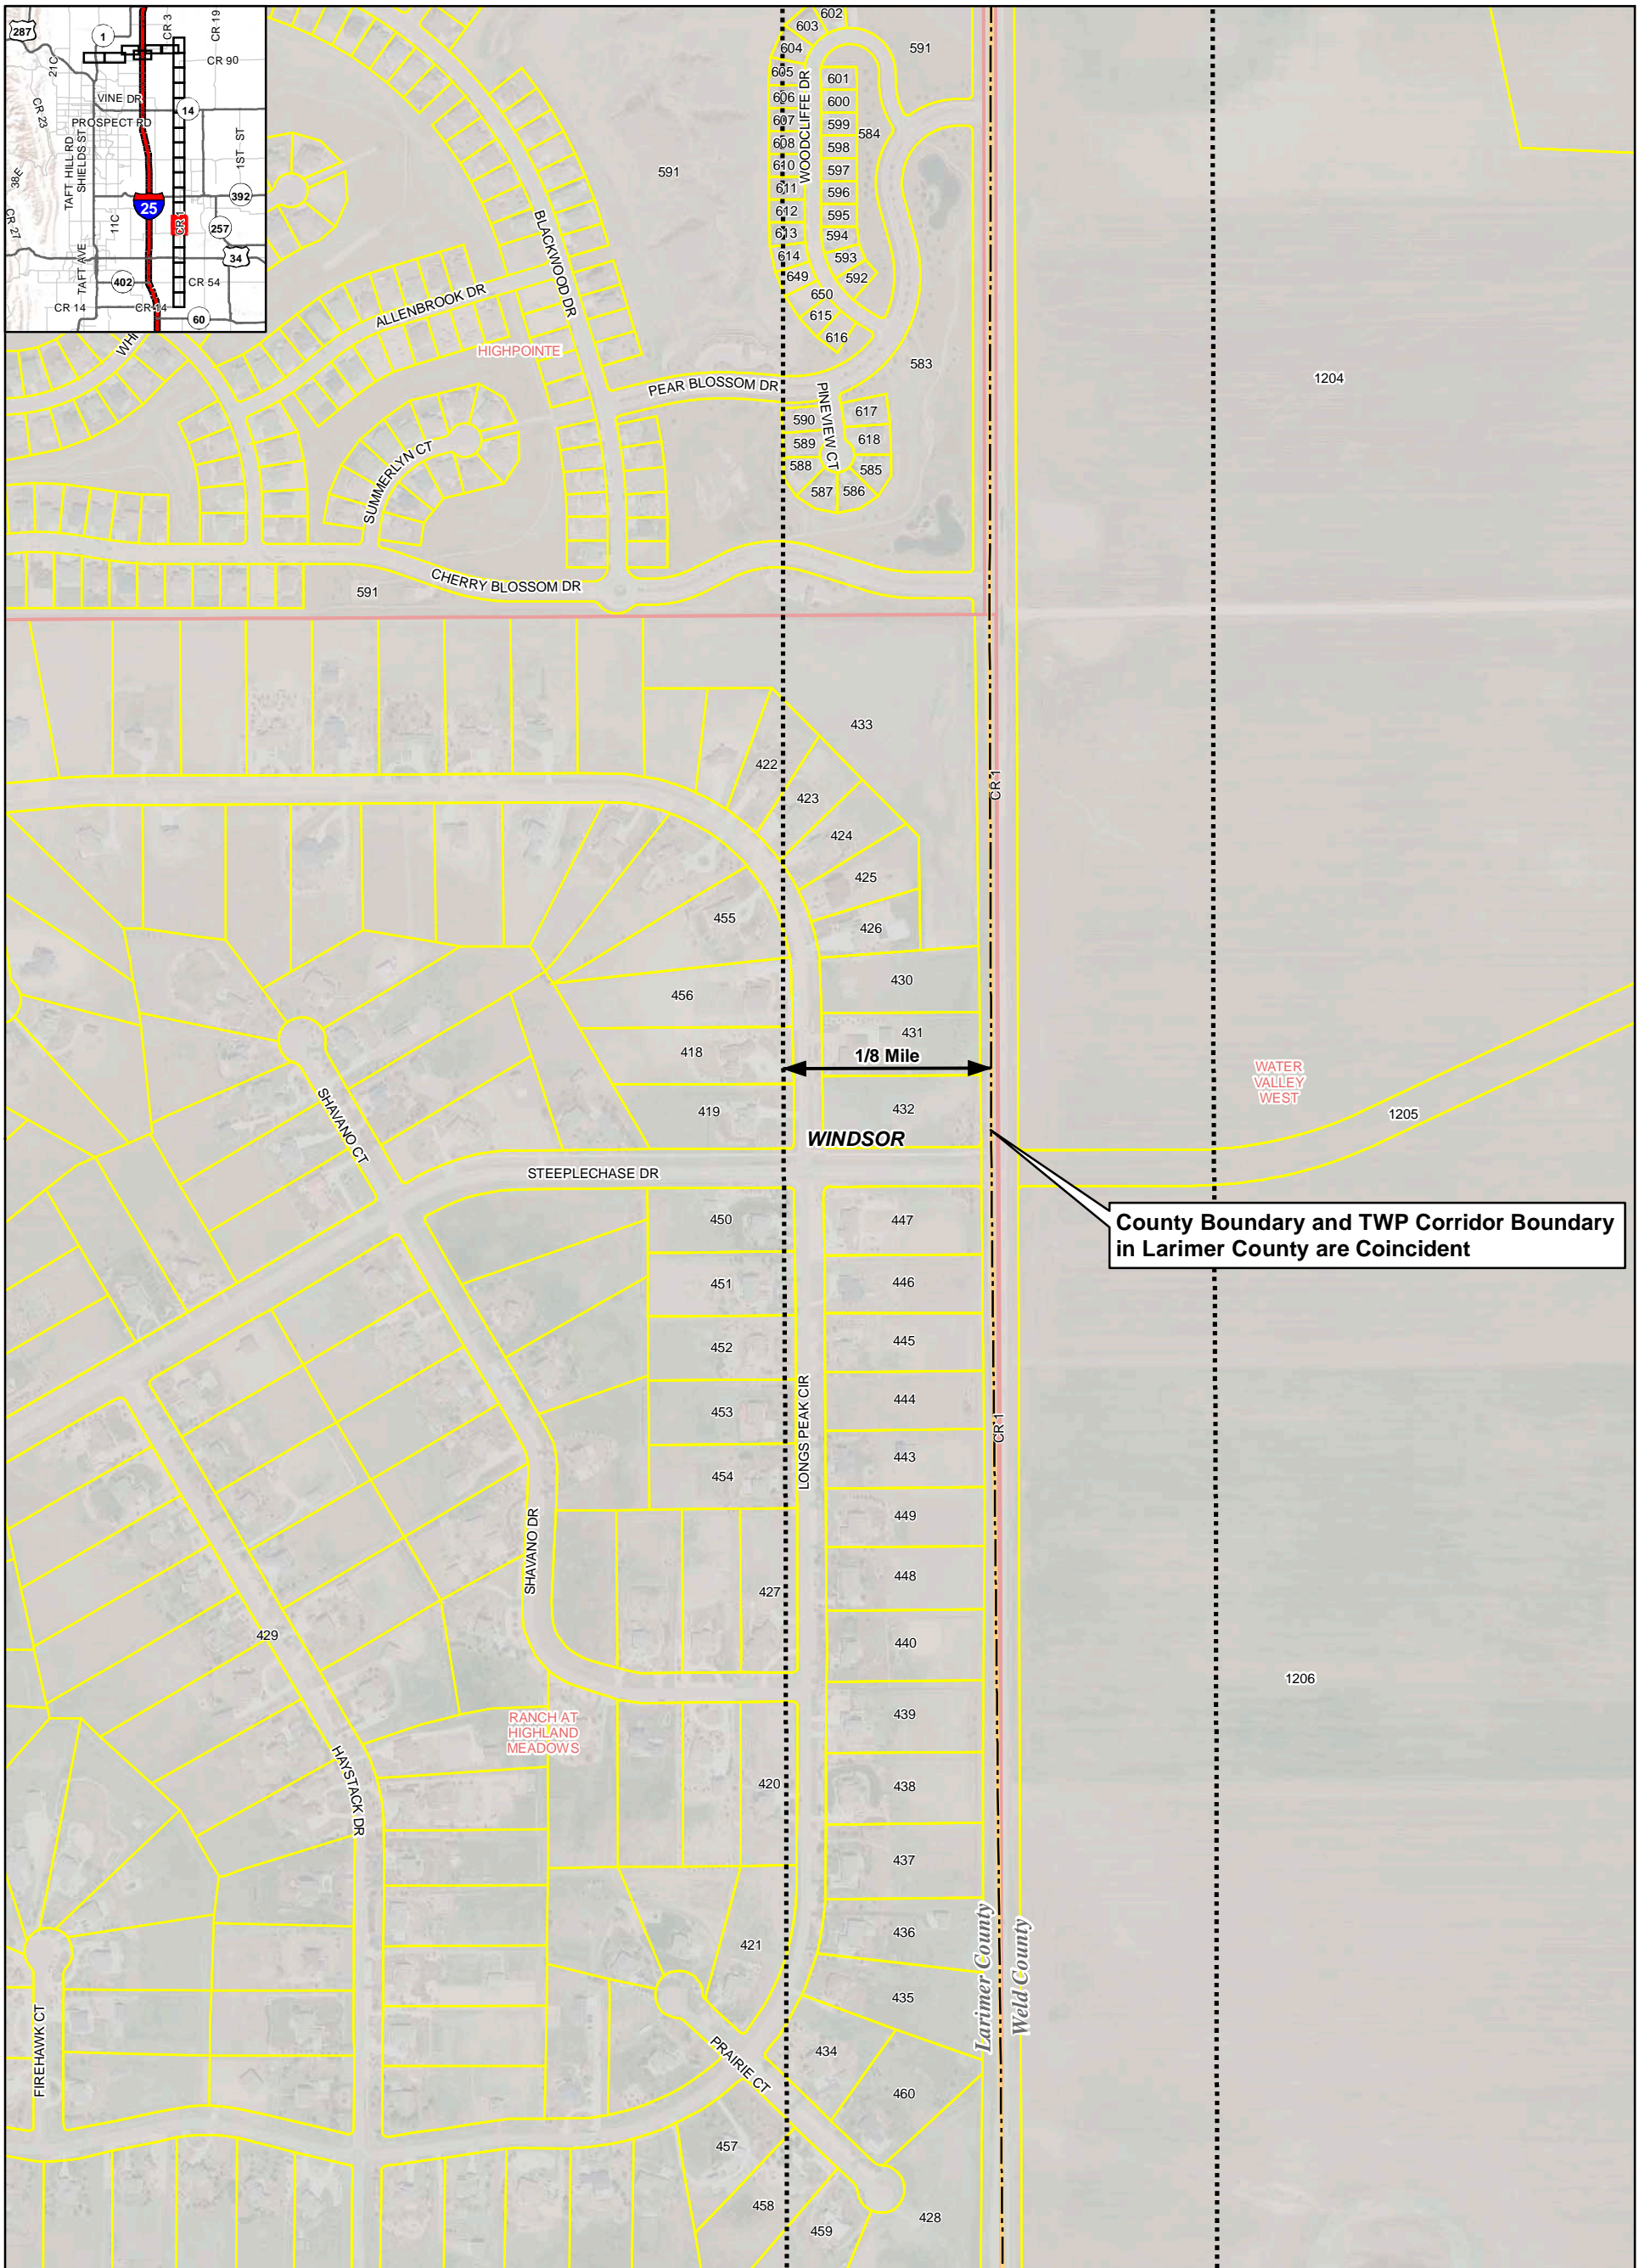 287
1
CR 3
CR 19
21C
CR 90
CR 23
VINE DR
14
PROSPECT RD
TAFT HILL RD
SHIELDS ST
1ST ST
38E
392
25
CR 27
11C
CR 1
257
34
TAFT AVE
402
CR 54
CR 14
CR 14
60
602
603
604
591
605
601
606
600
WOODCLIFFE DR
607
599
584
608
598
591
610
597
611
596
612
595
613
594
614
593
649
592
650
615
616
BLACKWOOD DR
ALLENBROOK DR
WHI
HIGHPOINTE
583
1204
PEAR BLOSSOM DR
PINEVIEW CT
590
617
589
618
588
585
587
586
SUMMERLYN CT
CHERRY BLOSSOM DR
591
433
422
423
CR 1
424
425
455
426
456
430
431
418
1/8 Mile
WATER
VALLEY
WEST
419
432
1205
SHAVANO CT
WINDSOR
STEEPLECHASE DR
450
447
County Boundary and TWP Corridor Boundary
in Larimer County are Coincident
451
446
452
445
453
444
LONGS PEAK CIR
CR 1
454
443
449
SHAVANO DR
448
427
429
440
1206
RANCH AT
HIGHLAND
MEADOWS
439
420
438
HAYSTACK DR
437
421
436
Larimer County
Weld County
435
434
FIREHAWK CT
PRAIRIE CT
460
457
458
428
459